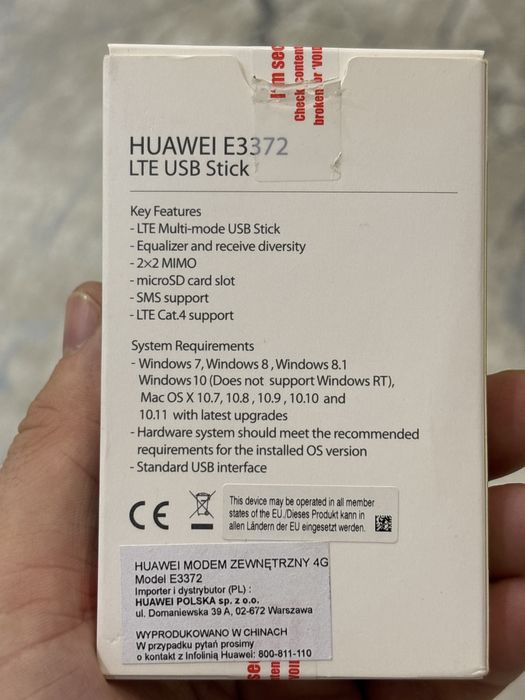 I'm sec
Check content
broken or 'VOID
HUAWEI E3372
LTE USB Stick
Key Features
- LTE Multi-mode USB Stick
- Equalizer and receive diversity
- 2×2 MIMO
- microSD card slot
- SMS support
- LTE Cat.4 support
System Requirements
- Windows 7, Windows 8 , Windows 8.1
Windows 10 (Does not support Windows RT),
Mac OS X 10.7, 10.8 , 10.9 , 10.10 and
10.11 with latest upgrades
- Hardware system should meet the recommended
requirements for the installed OS version
- Standard USB interface
CE
This device may be operated in all member
states of the EU./Dieses Produkt kann in
allen Ländern der EU eingesetzt werden.
HUAWEI MODEM ZEWNĘTRZNY 4G
Model E3372
Importer i dystrybutor (PL) :
HUAWEI POLSKA sp. z o.o.
ul. Domaniewska 39 A, 02-672 Warszawa
WYPRODUKOWANO W CHINACH
W przypadku pytań prosimy
o kontakt z Infolinią Huawei: 800-811-110